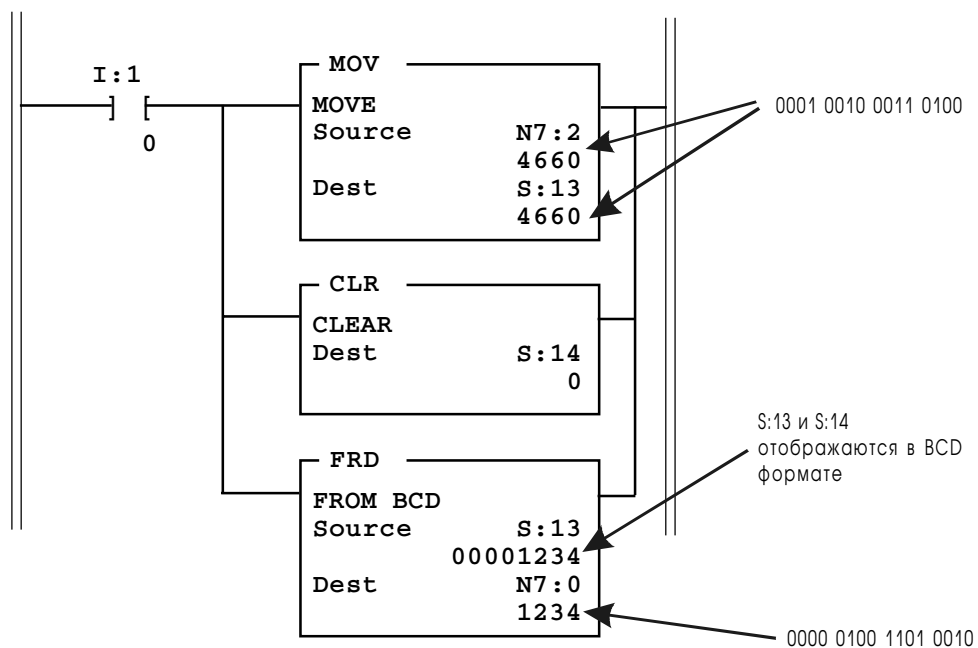 I:1
0
MOV
MOVE
Source N7:2
4660
Dest S:13
4660
0001 0010 0011 0100
CLR
CLEAR
Dest S:14
0
S:13 и S:14
отображаются в BCD
формате
FRD
FROM BCD
Source S:13
00001234
Dest N7:0
1234
0000 0100 1101 0010